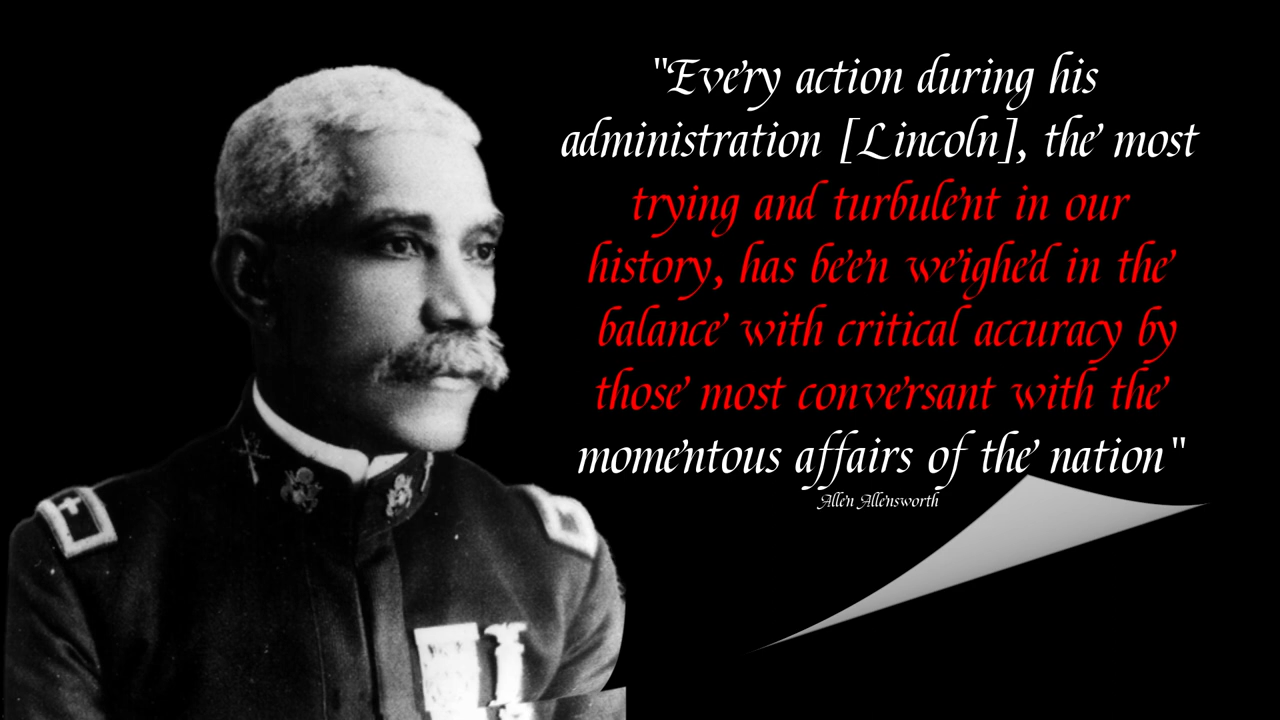 "Every action during his
administration [Lincoln], the most
trying and turbulent in our
history, has been weighed in the
balance with critical accuracy by
those most conversant with the
momentous affairs of the nation"
Allen Allensworth